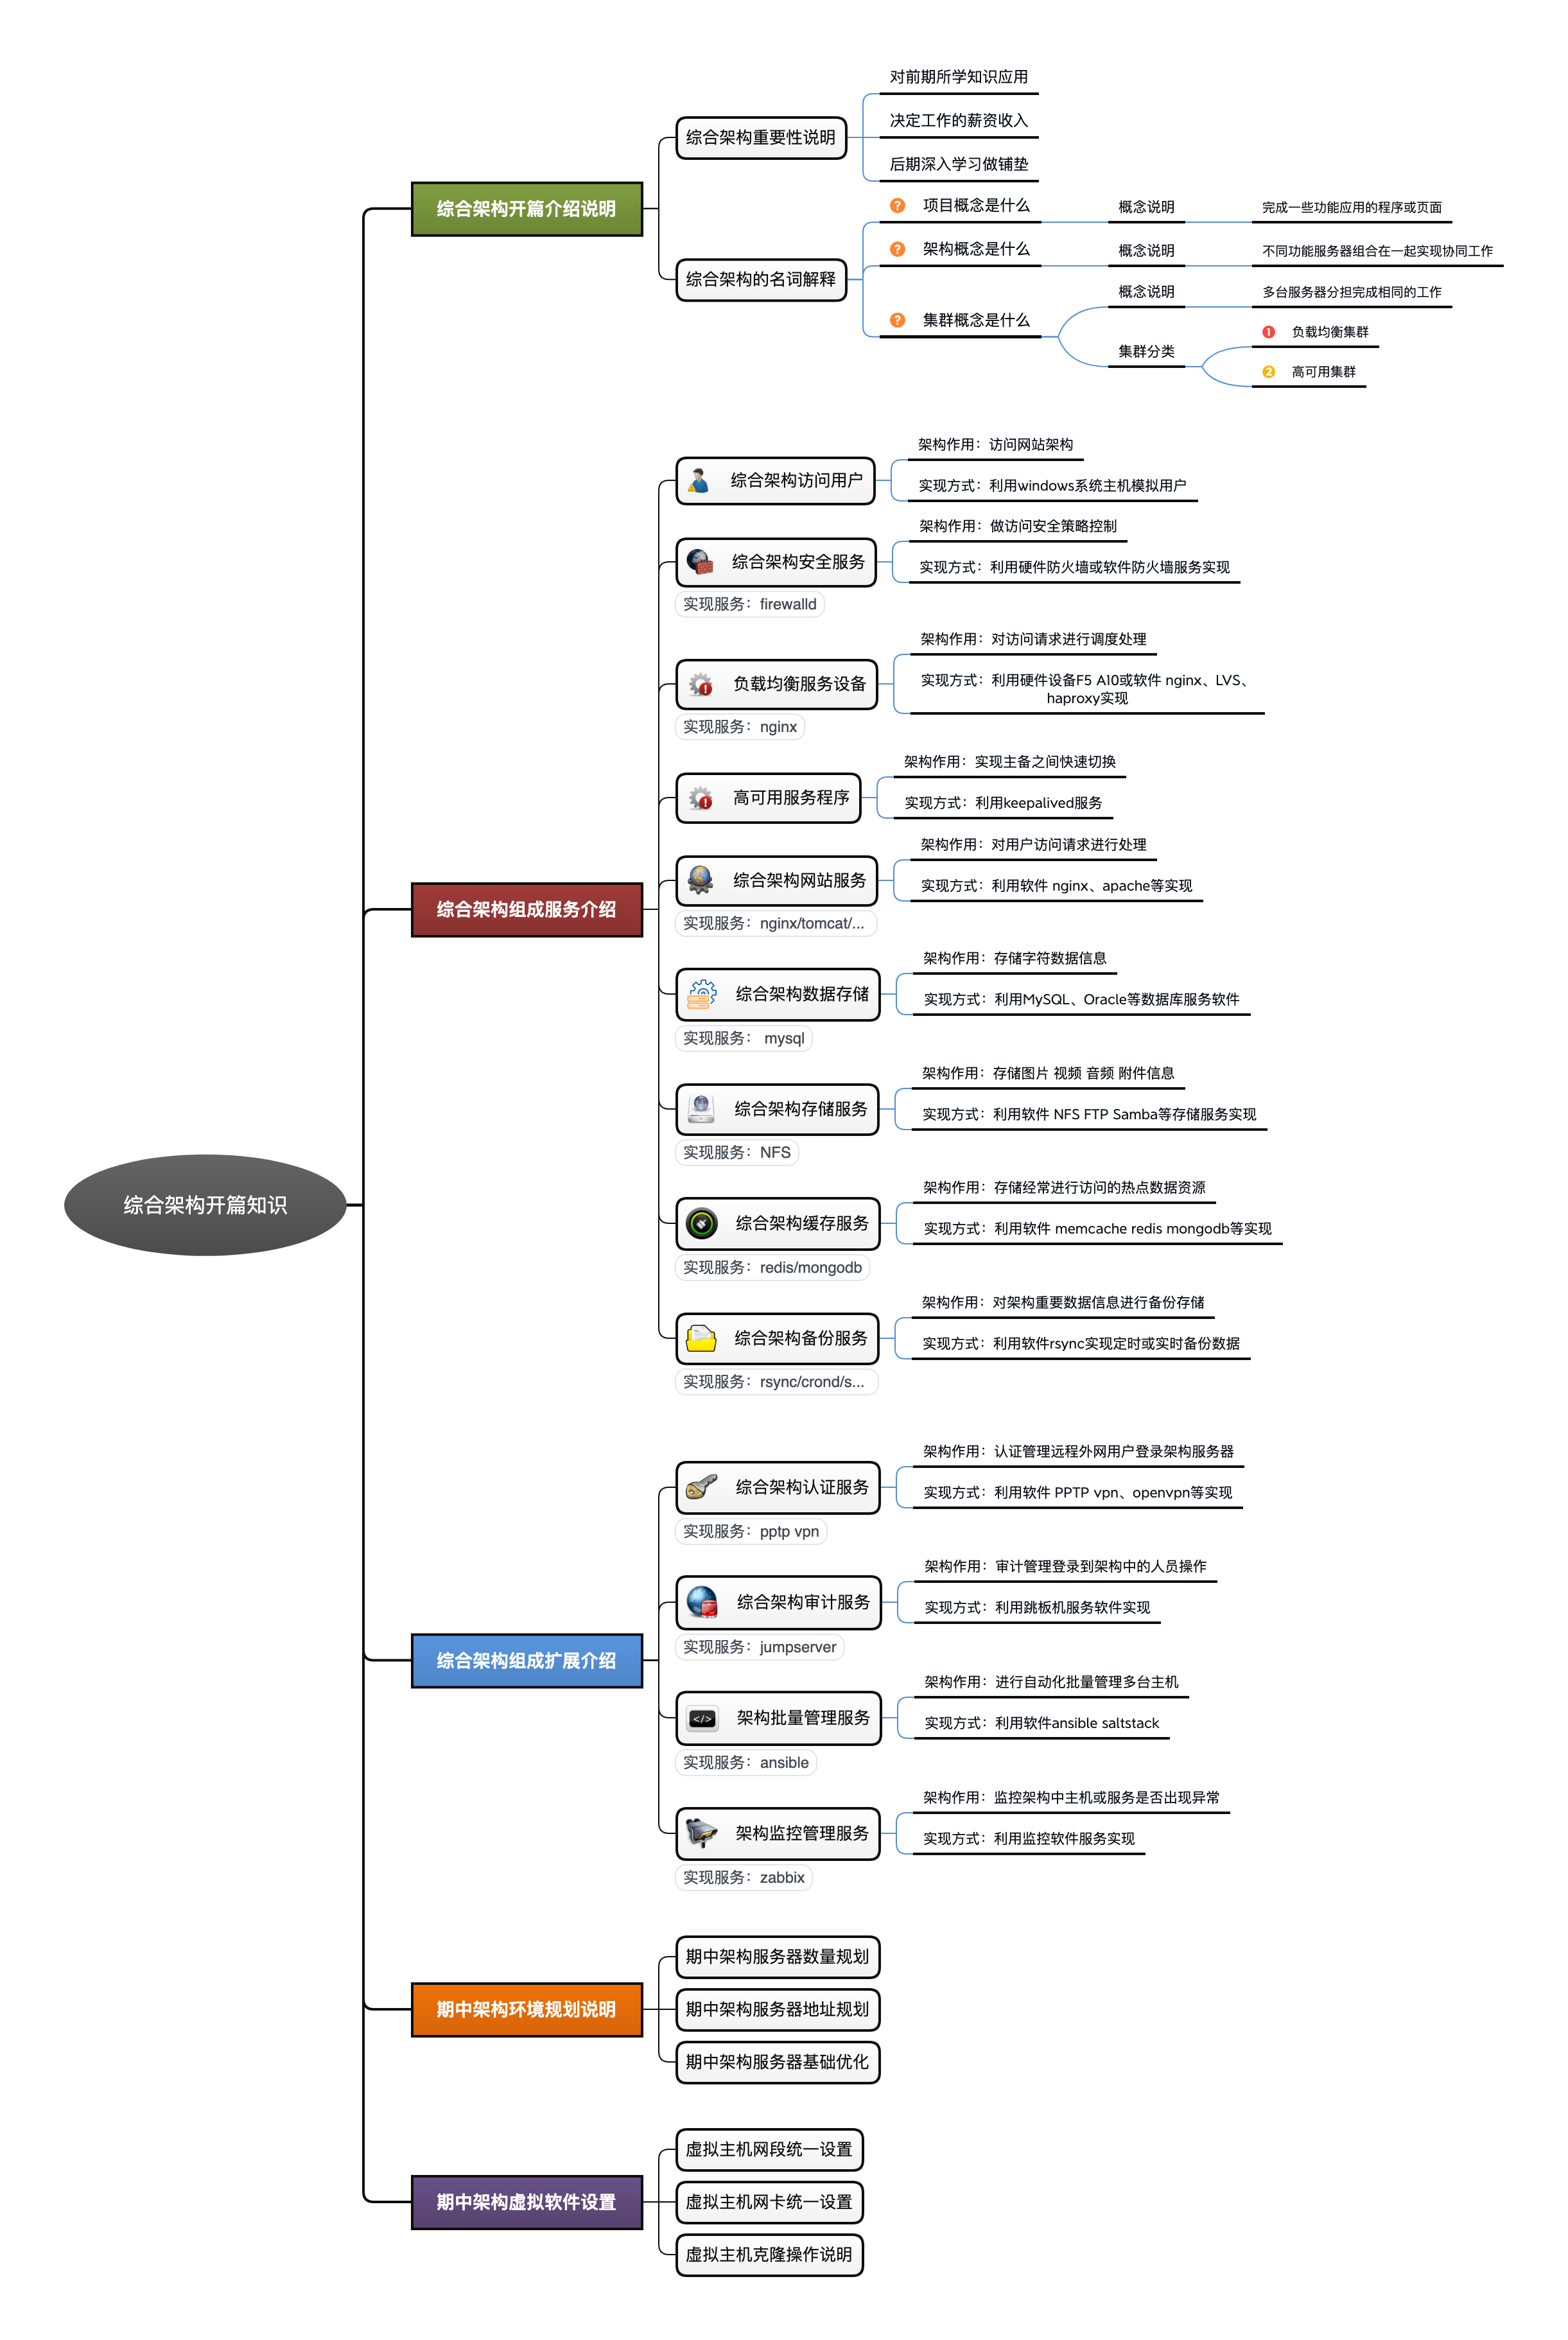 综合架构开篇知识
综合架构开篇介绍说明
综合架构重要性说明
对前期所学知识应用
决定工作的薪资收入
后期深入学习做铺垫
综合架构的名词解释
? 项目概念是什么
概念说明
完成一些功能应用的程序或页面
? 架构概念是什么
概念说明
不同功能服务器组合在一起实现协同工作
? 集群概念是什么
概念说明
多台服务器分担完成相同的工作
集群分类
1 负载均衡集群
2 高可用集群
综合架构组成服务介绍
综合架构访问用户
架构作用：访问网站架构
实现方式：利用windows系统主机模拟用户
综合架构安全服务
实现服务：firewalld
架构作用：做访问安全策略控制
实现方式：利用硬件防火墙或软件防火墙服务实现
负载均衡服务设备
实现服务：nginx
架构作用：对访问请求进行调度处理
实现方式：利用硬件设备F5 A10或软件 nginx、LVS、
haproxy实现
高可用服务程序
架构作用：实现主备之间快速切换
实现方式：利用keepalived服务
综合架构网站服务
实现服务：nginx/tomcat/...
架构作用：对用户访问请求进行处理
实现方式：利用软件 nginx、apache等实现
综合架构数据存储
实现服务： mysql
架构作用：存储字符数据信息
实现方式：利用MySQL、Oracle等数据库服务软件
综合架构存储服务
实现服务：NFS
架构作用：存储图片 视频 音频 附件信息
实现方式：利用软件 NFS FTP Samba等存储服务实现
综合架构缓存服务
实现服务：redis/mongodb
架构作用：存储经常进行访问的热点数据资源
实现方式：利用软件 memcache redis mongodb等实现
综合架构备份服务
实现服务：rsync/crond/s...
架构作用：对架构重要数据信息进行备份存储
实现方式：利用软件rsync实现定时或实时备份数据
综合架构组成扩展介绍
综合架构认证服务
实现服务：pptp vpn
架构作用：认证管理远程外网用户登录架构服务器
实现方式：利用软件 PPTP vpn、openvpn等实现
综合架构审计服务
实现服务：jumpserver
架构作用：审计管理登录到架构中的人员操作
实现方式：利用跳板机服务软件实现
</> 架构批量管理服务
实现服务：ansible
架构作用：进行自动化批量管理多台主机
实现方式：利用软件ansible saltstack
架构监控管理服务
实现服务：zabbix
架构作用：监控架构中主机或服务是否出现异常
实现方式：利用监控软件服务实现
期中架构环境规划说明
期中架构服务器数量规划
期中架构服务器地址规划
期中架构服务器基础优化
期中架构虚拟软件设置
虚拟主机网段统一设置
虚拟主机网卡统一设置
虚拟主机克隆操作说明